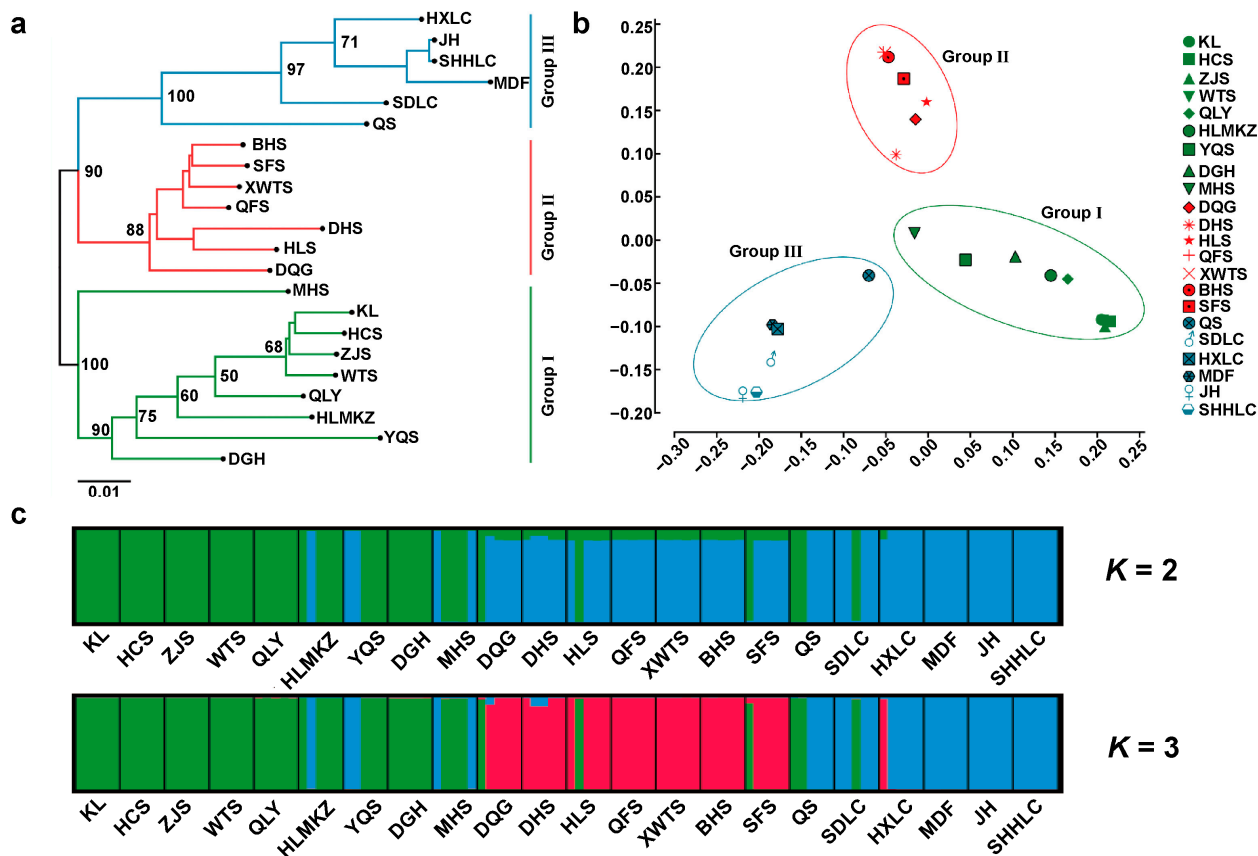 a
HXLC
JH
SHHLC
MDF
SDLC
QS
71
97
100
Group III
90
BHS
SFS
XWTS
QFS
DHS
HLS
DQG
88
Group II
MHS
KL
HCS
ZJS
WTS
QLY
HLMKZ
YQS
DGH
68
50
60
75
90
100
Group I
0.01
b
0.25
0.20
0.15
0.10
0.05
0.00
−0.05
−0.10
−0.15
−0.20
−0.30
−0.25
−0.20
−0.15
−0.10
−0.05
0.00
0.05
0.10
0.15
0.20
0.25
Group II
Group I
Group III
KL
HCS
ZJS
WTS
QLY
HLMKZ
YQS
DGH
MHS
DQG
DHS
HLS
QFS
XWTS
BHS
SFS
QS
SDLC
HXLC
MDF
JH
SHHLC
c
K = 2
KL HCS ZJS WTS QLY HLMKZ YQS DGH MHS DQG DHS HLS QFS XWTS BHS SFS QS SDLC HXLC MDF JH SHHLC
K = 3
KL HCS ZJS WTS QLY HLMKZ YQS DGH MHS DQG DHS HLS QFS XWTS BHS SFS QS SDLC HXLC MDF JH SHHLC